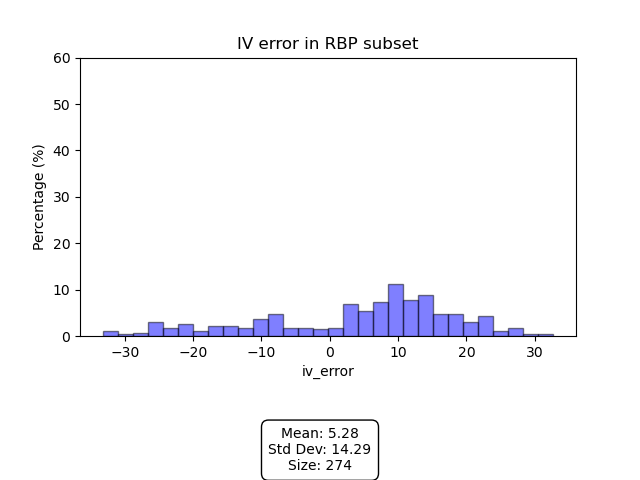 IV error in RBP subset
60
50
40
30
20
10
0
Percentage (%)
−30
−20
−10
0
10
20
30
iv_error
Mean: 5.28
Std Dev: 14.29
Size: 274